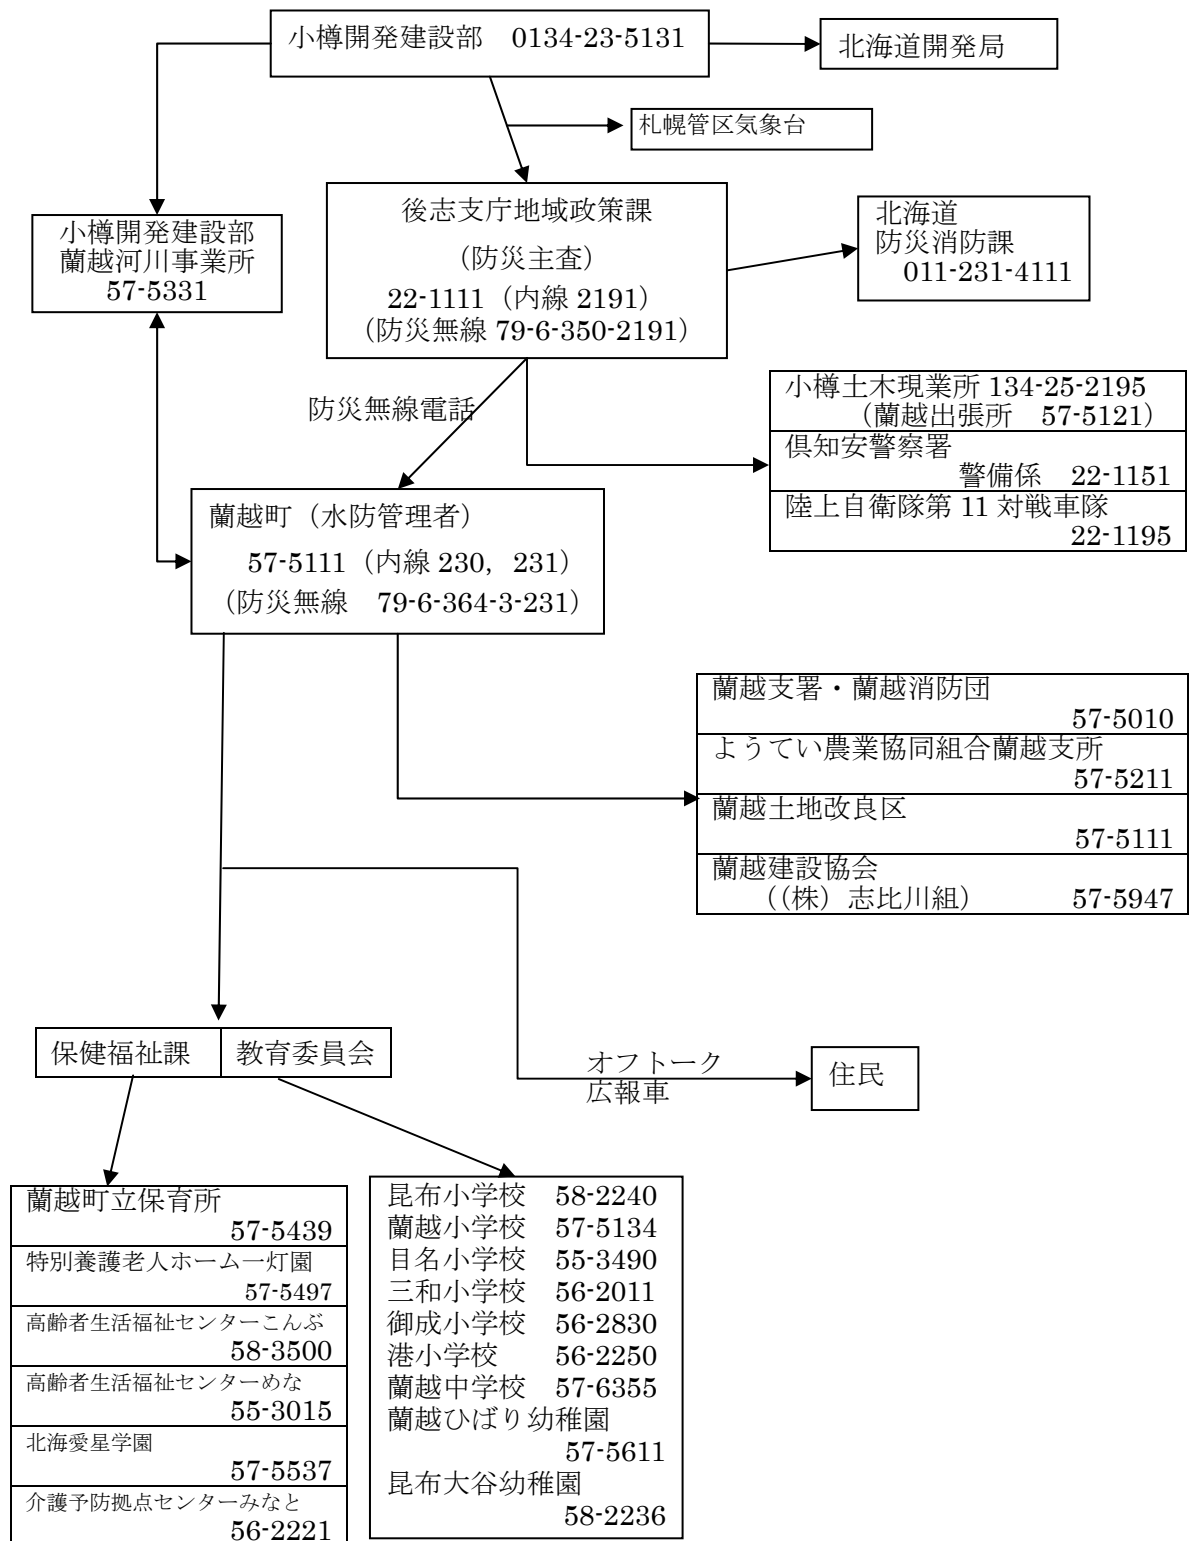 小樽開発建設部　0134-23-5131
北海道開発局
札幌管区気象台
小樽開発建設部
蘭越河川事業所
57-5331
後志支庁地域政策課
（防災主査）
22-1111（内線 2191）
（防災無線 79-6-350-2191）
北海道
防災消防課
011-231-4111
防災無線電話
小樽土木現業所 134-25-2195
（蘭越出張所　57-5121）
倶知安警察署
警備係　22-1151
陸上自衛隊第 11 対戦車隊
22-1195
蘭越町（水防管理者）
57-5111（内線 230，231）
（防災無線　79-6-364-3-231）
蘭越支署・蘭越消防団
57-5010
ようてい農業協同組合蘭越支所
57-5211
蘭越土地改良区
57-5111
蘭越建設協会
（(株）志比川組）　57-5947
保健福祉課
教育委員会
オフトーク
広報車
住民
蘭越町立保育所
57-5439
特別養護老人ホーム一灯園
57-5497
高齢者生活福祉センターこんぶ
58-3500
高齢者生活福祉センターめな
55-3015
北海愛星学園
57-5537
介護予防拠点センターみなと
56-2221
昆布小学校　58-2240
蘭越小学校　57-5134
目名小学校　55-3490
三和小学校　56-2011
御成小学校　56-2830
港小学校　56-2250
蘭越中学校　57-6355
蘭越ひばり幼稚園
57-5611
昆布大谷幼稚園
58-2236